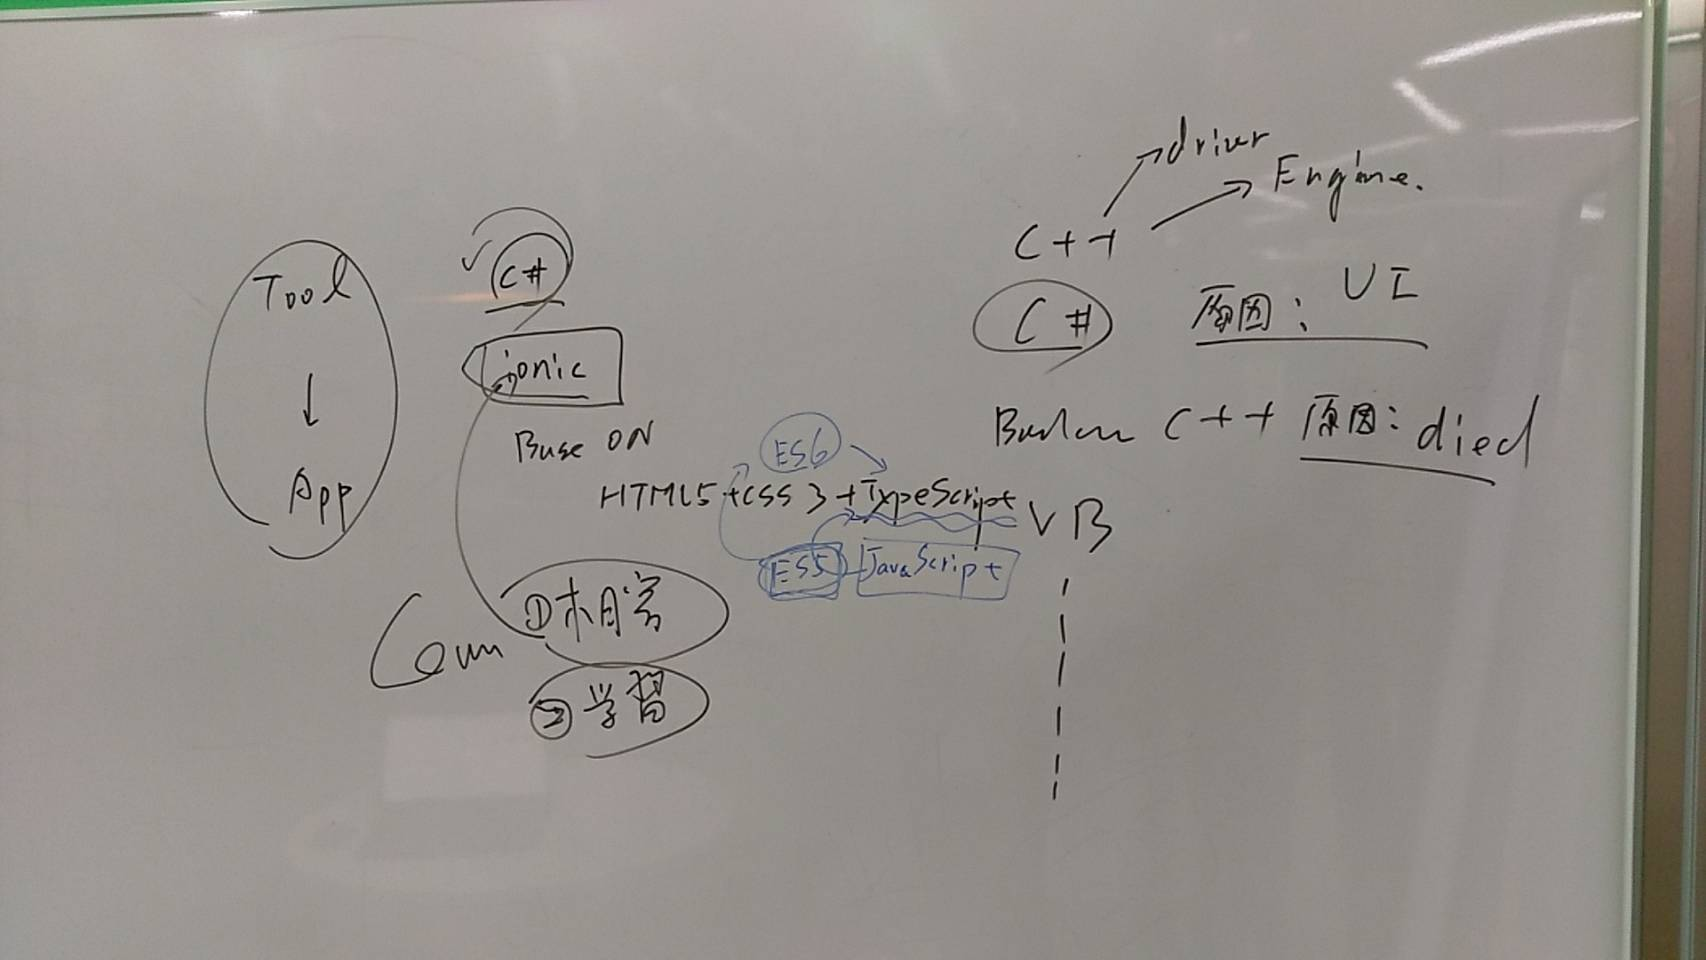 Tool
App
C#
ionic
Base ON
ES6
HTML5+CSS3+TypeScript
ES5 JavaScript
①相容
②学習
driver
Engine.
C++
C# 原因: UI
C++ 原因: died
VB